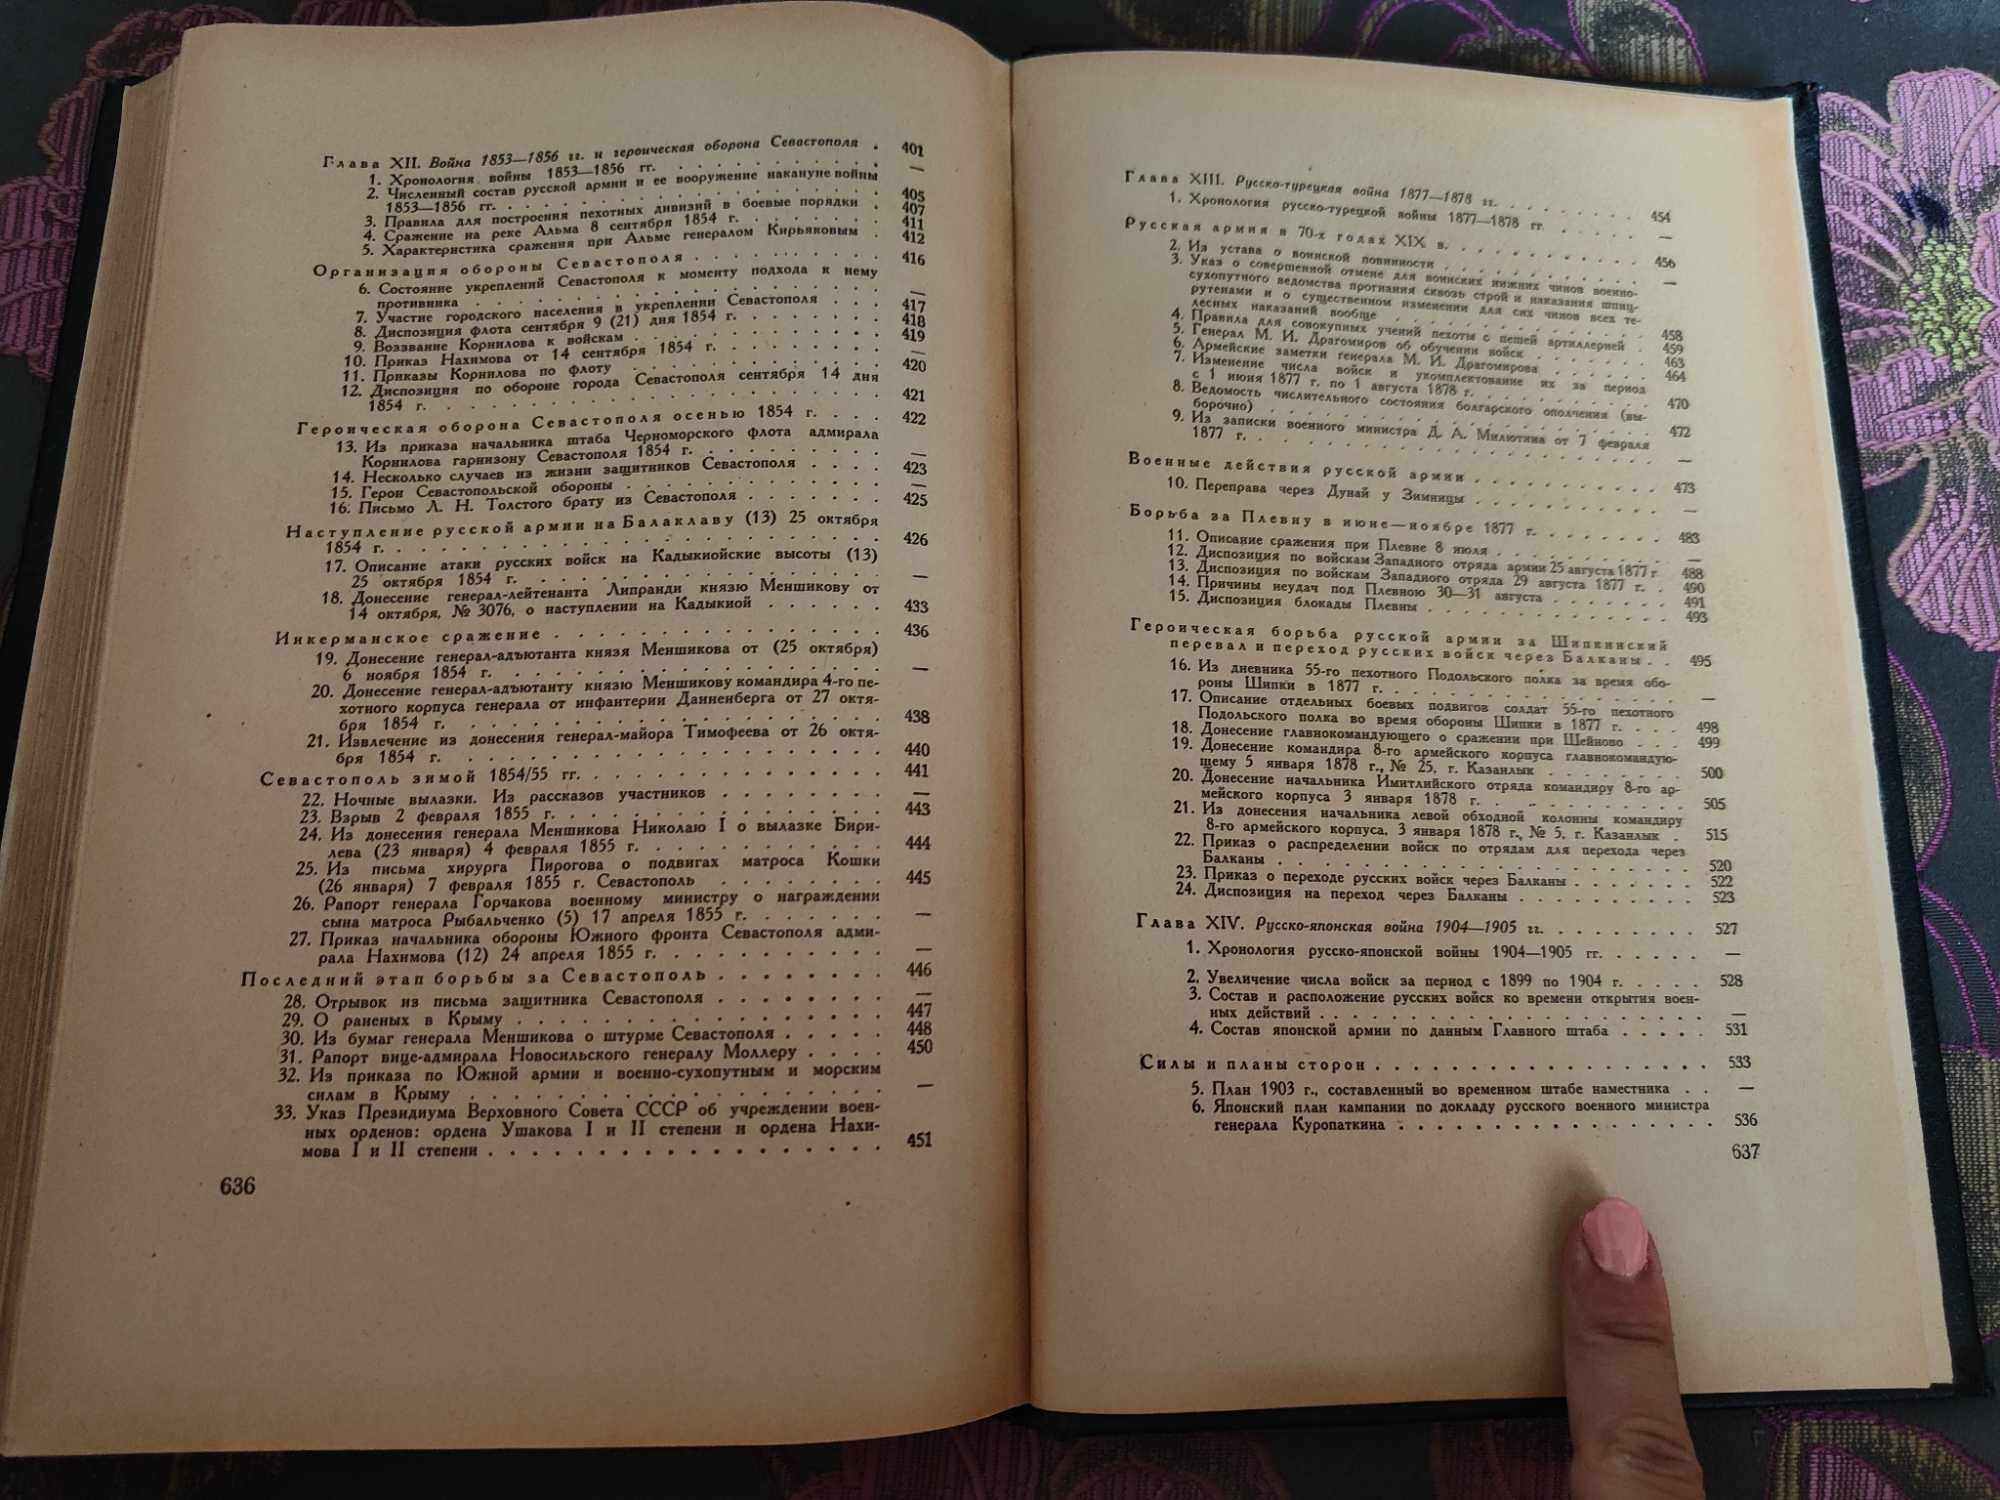 Глава XII. Война 1853—1856 гг. и героическая оборона Севастополя . 401
1. Хронология войны 1853—1856 гг. . . . . . . . . . . —
2. Численный состав русской армии и ее вооружение накануне войны
1853—1856 гг. . . . . . . . . . . . . . . . . 405
3. Правила для построения пехотных дивизий в боевые порядки . 407
4. Сражение на реке Альма 8 сентября 1854 г. . . . . . . . 411
5. Характеристика сражения при Альме генералом Кирьяковым . 412
Организация обороны Севастополя . . . . . . . . . . 416
6. Состояние укреплений Севастополя к моменту подхода к нему
противника . . . . . . . . . . . . . . . . . —
7. Участие городского населения в укреплении Севастополя . . . 417
8. Диспозиция флота сентября 9 (21) дня 1854 г. . . . . . . . 418
9. Воззвание Корнилова к войскам . . . . . . . . . . . 419
10. Приказ Нахимова от 14 сентября 1854 г. . . . . . . . . —
11. Приказы Корнилова по флоту . . . . . . . . . . . 420
12. Диспозиция по обороне города Севастополя сентября 14 дня
1854 г. . . . . . . . . . . . . . . . . . . 421
Героическая оборона Севастополя осенью 1854 г. . . . 422
13. Из приказа начальника штаба Черноморского флота адмирала
Корнилова гарнизону Севастополя 1854 г. . . . . . . . . —
14. Несколько случаев из жизни защитников Севастополя . . . . 423
15. Герои Севастопольской обороны . . . . . . . . . . . —
16. Письмо Л. Н. Толстого брату из Севастополя . . . . . . . 425
Наступление русской армии на Балаклаву (13) 25 октября
1854 г. . . . . . . . . . . . . . . . . . . . 426
17. Описание атаки русских войск на Кадыкиойские высоты (13)
25 октября 1854 г. . . . . . . . . . . . . . . . —
18. Донесение генерал-лейтенанта Липранди князю Меншикову от
14 октября, № 3076, о наступлении на Кадыкиой . . . . . . 433
Инкерманское сражение . . . . . . . . . . . . . . 436
19. Донесение генерал-адъютанта князя Меншикова от (25 октября)
6 ноября 1854 г. . . . . . . . . . . . . . . . . —
20. Донесение генерал-адъютанту князю Меншикову командира 4-го пе-
хотного корпуса генерала от инфантерии Данненберга от 27 октя-
бря 1854 г. . . . . . . . . . . . . . . . . . . 438
21. Извлечение из донесения генерал-майора Тимофеева от 26 октя-
бря 1854 г. . . . . . . . . . . . . . . . . . . 440
Севастополь зимой 1854/55 гг. . . . . . . . . . . . . 441
22. Ночные вылазки. Из рассказов участников . . . . . . . . —
23. Взрыв 2 февраля 1855 г. . . . . . . . . . . . . . 443
24. Из донесения генерала Меншикова Николаю I о вылазке Бири-
лева (23 января) 4 февраля 1855 г. . . . . . . . . . . 444
25. Из письма хирурга Пирогова о подвигах матроса Кошки
(26 января) 7 февраля 1855 г. Севастополь . . . . . . . . 445
26. Рапорт генерала Горчакова военному министру о награждении
сына матроса Рыбальченко (5) 17 апреля 1855 г. . . . . . . —
27. Приказ начальника обороны Южного фронта Севастополя адми-
рала Нахимова (12) 24 апреля 1855 г. . . . . . . . . . —
Последний этап борьбы за Севастополь . . . . . . . . 446
28. Отрывок из письма защитника Севастополя . . . . . . . . —
29. О раненых в Крыму . . . . . . . . . . . . . . . 447
30. Из бумаг генерала Меншикова о штурме Севастополя . . . . . 448
31. Рапорт вице-адмирала Новосильского генералу Моллеру . . . . 450
32. Из приказа по Южной армии и военно-сухопутным и морским
силам в Крыму . . . . . . . . . . . . . . . . . —
33. Указ Президиума Верховного Совета СССР об учреждении воен-
ных орденов: ордена Ушакова I и II степени и ордена Нахи-
мова I и II степени . . . . . . . . . . . . . . . . 451
636
Глава XIII. Русско-турецкая война 1877—1878 гг. . . . . . . . . 454
1. Хронология русско-турецкой войны 1877—1878 гг . . . . . —
Русская армия в 70-х годах XIX в. . . . . . . . . . . 456
2. Из устава о воинской повинности . . . . . . . . . . . —
3. Указ о совершенной отмене для воинских нижних чинов военно-
сухопутного ведомства прогнания сквозь строй и наказания шпиц-
рутенами и о существенном изменении для сих чинов всех те-
лесных наказаний вообще . . . . . . . . . . . . . 458
4. Правила для совокупных учений пехоты с пешей артиллерией . 459
5. Генерал М. И. Драгомиров об обучении войск . . . . . . . 463
6. Армейские заметки генерала М. И. Драгомирова . . . . . . 464
7. Изменение числа войск и укомплектование их за период
с 1 июня 1877 г. по 1 августа 1878 г. . . . . . . . . . 470
8. Ведомость числительного состояния болгарского ополчения (вы-
борочно) . . . . . . . . . . . . . . . . . . 472
9. Из записки военного министра Д. А. Милютина от 7 февраля
1877 г. . . . . . . . . . . . . . . . . . . . —
Военные действия русской армии . . . . . . . . . . . 473
10. Переправа через Дунай у Зимницы . . . . . . . . . . —
Борьба за Плевну в июне—ноябре 1877 г. . . . . . . . 483
11. Описание сражения при Плевне 8 июля . . . . . . . . . —
12. Диспозиция по войскам Западного отряда армии 25 августа 1877 г 488
13. Диспозиция по войскам Западного отряда 29 августа 1877 г. . . 490
14. Причины неудач под Плевною 30—31 августа . . . . . . . 491
15. Диспозиция блокады Плевны . . . . . . . . . . . . 493
Героическая борьба русской армии за Шипкинский
перевал и переход русских войск через Балканы . . 495
16. Из дневника 55-го пехотного Подольского полка за время обо-
роны Шипки в 1877 г. . . . . . . . . . . . . . . —
17. Описание отдельных боевых подвигов солдат 55-го пехотного
Подольского полка во время обороны Шипки в 1877 г. . . . . 498
18. Донесение главнокомандующего о сражении при Шейново . . . 499
19. Донесение командира 8-го армейского корпуса главнокомандую-
щему 5 января 1878 г., № 25, г. Казанлык . . . . . . . . 500
20. Донесение начальника Имитлийского отряда командиру 8-го ар-
мейского корпуса 3 января 1878 г. . . . . . . . . . . 505
21. Из донесения начальника левой обходной колонны командиру
8-го армейского корпуса, 3 января 1878 г., № 5, г. Казанлык . 515
22. Приказ о распределении войск по отрядам для перехода через
Балканы . . . . . . . . . . . . . . . . . . 520
23. Приказ о переходе русских войск через Балканы . . . . . . . 522
24. Диспозиция на переход через Балканы . . . . . . . . . . 523
Глава XIV. Русско-японская война 1904—1905 гг. . . . . . . . . 527
1. Хронология русско-японской войны 1904—1905 гг. . . . . . —
2. Увеличение числа войск за период с 1899 по 1904 г. . . . . . 528
3. Состав и расположение русских войск ко времени открытия воен-
ных действий . . . . . . . . . . . . . . . . . . —
4. Состав японской армии по данным Главного штаба . . . . . 531
Силы и планы сторон . . . . . . . . . . . . . . . 533
5. План 1903 г., составленный во временном штабе наместника . . —
6. Японский план кампании по докладу русского военного министра
генерала Куропаткина . . . . . . . . . . . . . . . 536
637